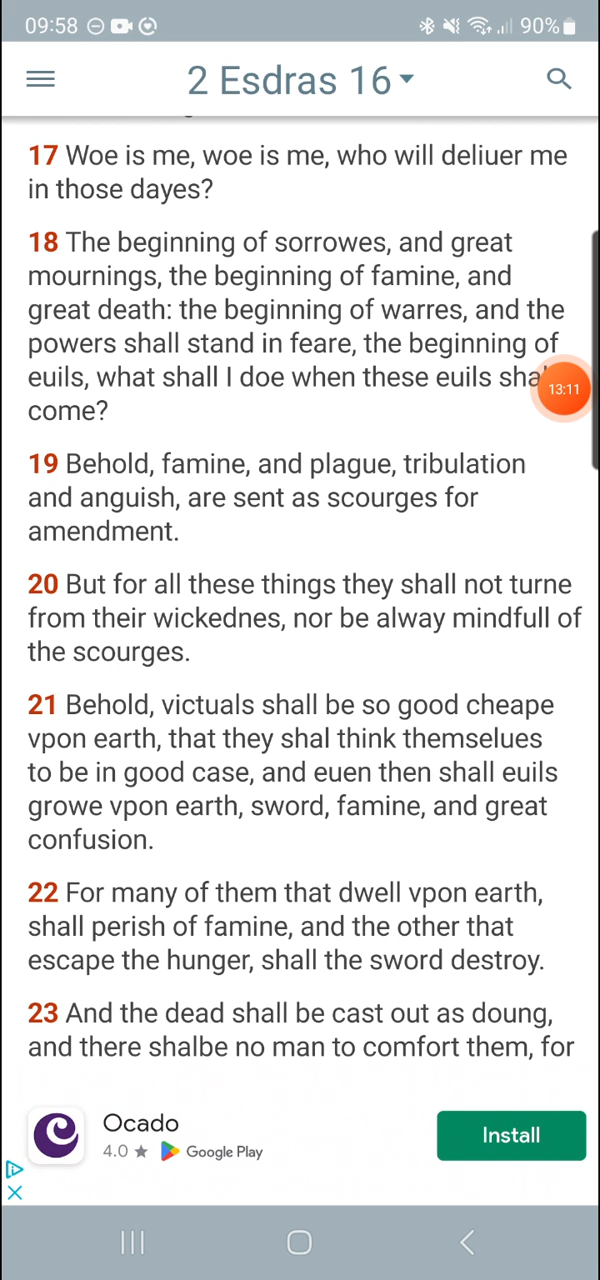 09:58 90%
2 Esdras 16
17 Woe is me, woe is me, who will deliuer me
in those dayes?
18 The beginning of sorrowes, and great
mournings, the beginning of famine, and
great death: the beginning of warres, and the
powers shall stand in feare, the beginning of
euils, what shall I doe when these euils
come?
13:11
19 Behold, famine, and plague, tribulation
and anguish, are sent as scourges for
amendment.
20 But for all these things they shall not turne
from their wickednes, nor be alway mindfull of
the scourges.
21 Behold, victuals shall be so good cheape
vpon earth, that they shal think themselues
to be in good case, and euen then shall euils
growe vpon earth, sword, famine, and great
confusion.
22 For many of them that dwell vpon earth,
shall perish of famine, and the other that
escape the hunger, shall the sword destroy.
23 And the dead shall be cast out as doung,
and there shalbe no man to comfort them, for
Ocado
4.0 ★ Google Play
Install